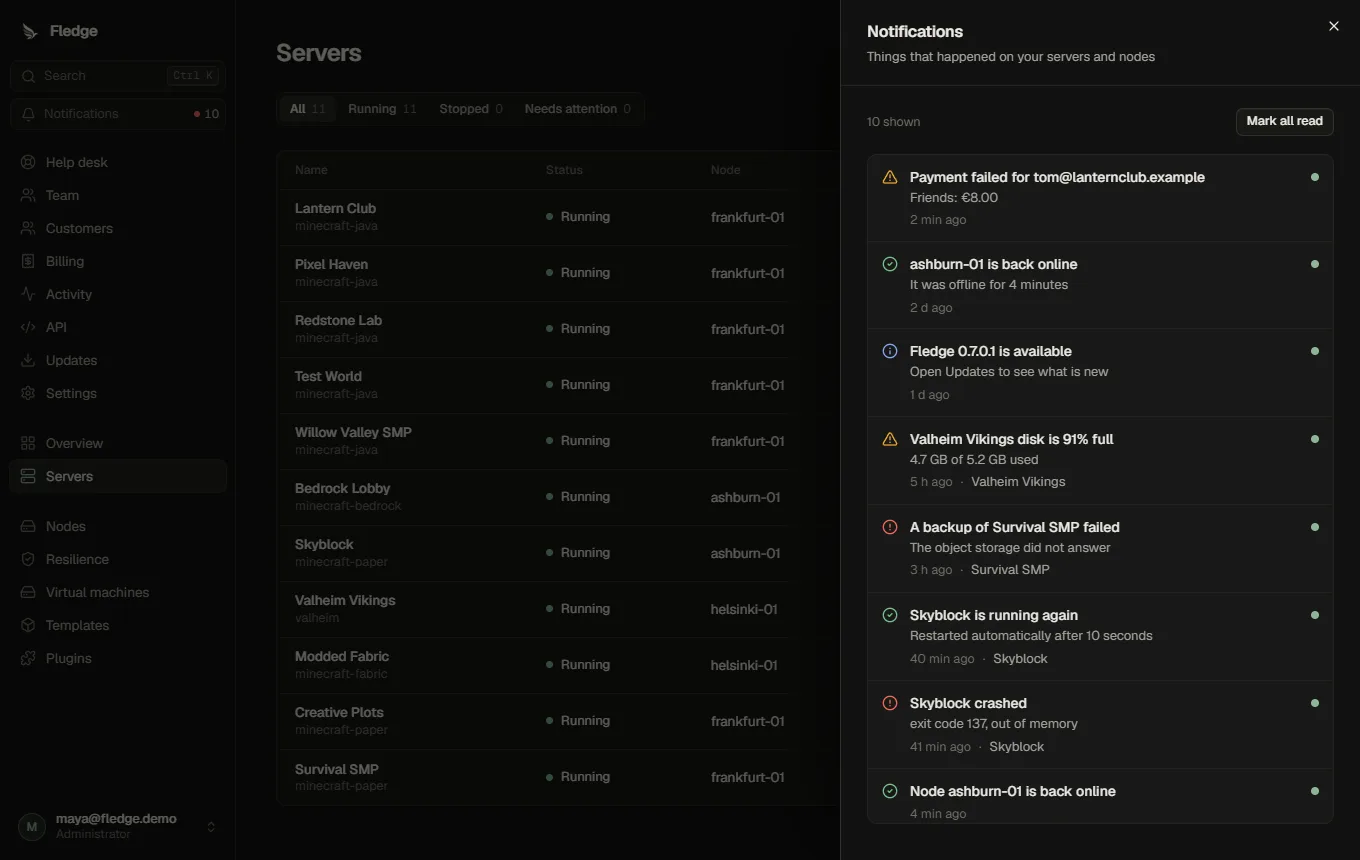 Fledge
Search
Ctrl K
Notifications
10
Help desk
Team
Customers
Billing
Activity
API
Updates
Settings
Overview
Servers
Nodes
Resilience
Virtual machines
Templates
Plugins
M
maya@fledge.demo
Administrator
Servers
All 11 Running 11 Stopped 0 Needs attention 0
Name Status Node
Lantern Club
minecraft-java
Running
frankfurt-01
Pixel Haven
minecraft-java
Running
frankfurt-01
Redstone Lab
minecraft-java
Running
frankfurt-01
Test World
minecraft-java
Running
frankfurt-01
Willow Valley SMP
minecraft-java
Running
frankfurt-01
Bedrock Lobby
minecraft-bedrock
Running
ashburn-01
Skyblock
minecraft-paper
Running
ashburn-01
Valheim Vikings
valheim
Running
helsinki-01
Modded Fabric
minecraft-fabric
Running
helsinki-01
Creative Plots
minecraft-paper
Running
frankfurt-01
Survival SMP
minecraft-paper
Running
frankfurt-01
Notifications
Things that happened on your servers and nodes
10 shown
Mark all read
Payment failed for tom@lanternclub.example
Friends: €8.00
2 min ago
ashburn-01 is back online
It was offline for 4 minutes
2 d ago
Fledge 0.7.0.1 is available
Open Updates to see what is new
1 d ago
Valheim Vikings disk is 91% full
4.7 GB of 5.2 GB used
5 h ago · Valheim Vikings
A backup of Survival SMP failed
The object storage did not answer
3 h ago · Survival SMP
Skyblock is running again
Restarted automatically after 10 seconds
40 min ago · Skyblock
Skyblock crashed
exit code 137, out of memory
41 min ago · Skyblock
Node ashburn-01 is back online
4 min ago